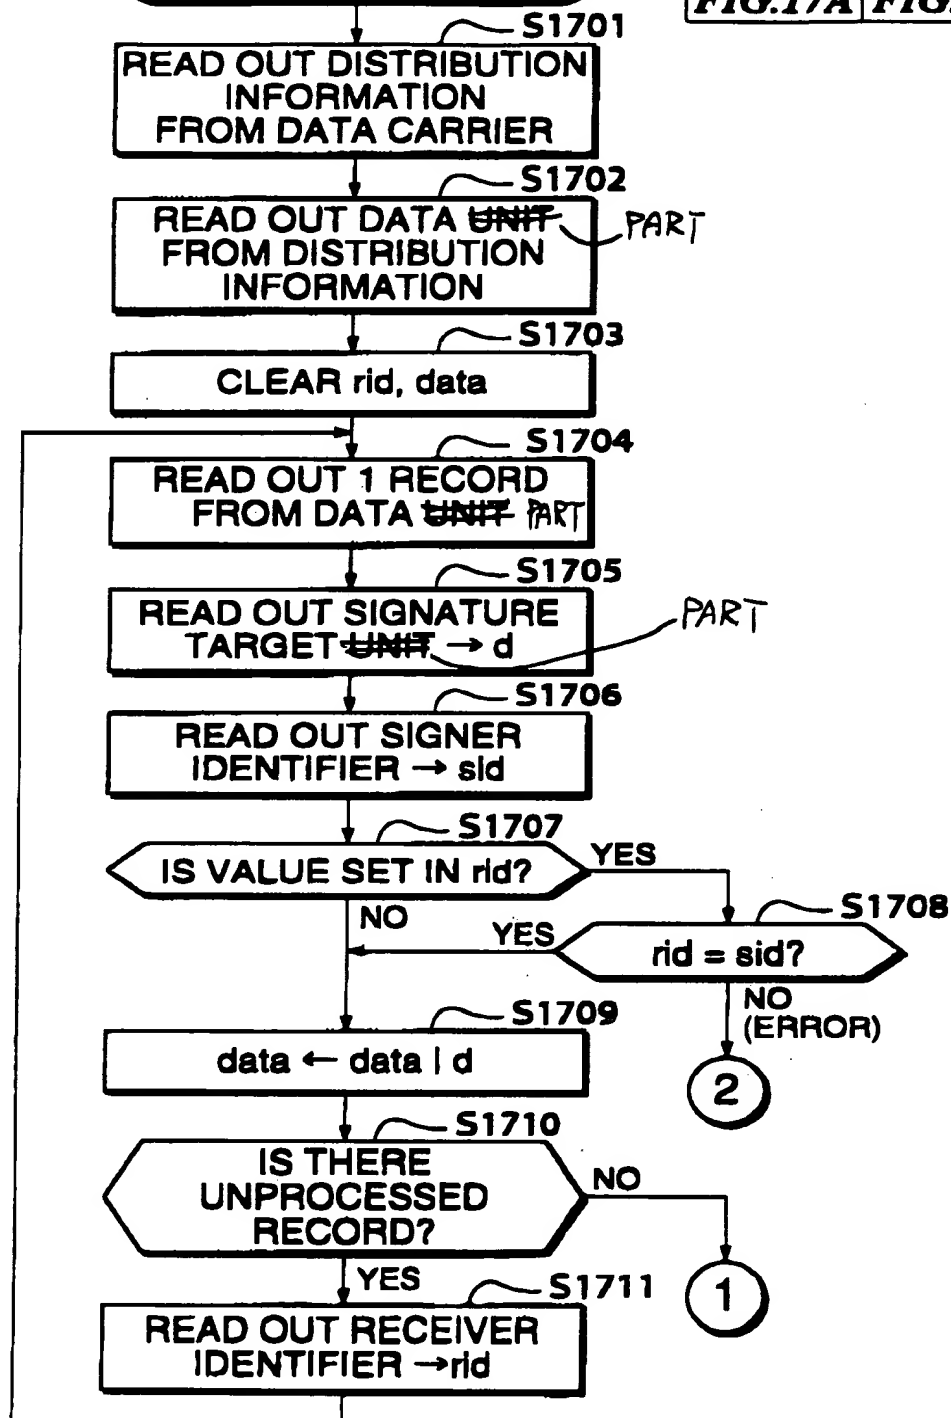 FIG.17A FIG.
S1701
READ OUT DISTRIBUTION
INFORMATION
FROM DATA CARRIER
S1702
READ OUT DATA UNIT PART
FROM DISTRIBUTION
INFORMATION
S1703
CLEAR rid, data
S1704
READ OUT 1 RECORD
FROM DATA UNIT PART
S1705
READ OUT SIGNATURE
TARGET UNIT → d PART
S1706
READ OUT SIGNER
IDENTIFIER → sid
S1707
IS VALUE SET IN rid?
YES
NO
S1708
YES
rid = sid?
NO
(ERROR)
2
S1709
data ← data | d
S1710
IS THERE
UNPROCESSED
RECORD?
NO
1
YES
S1711
READ OUT RECEIVER
IDENTIFIER →rid